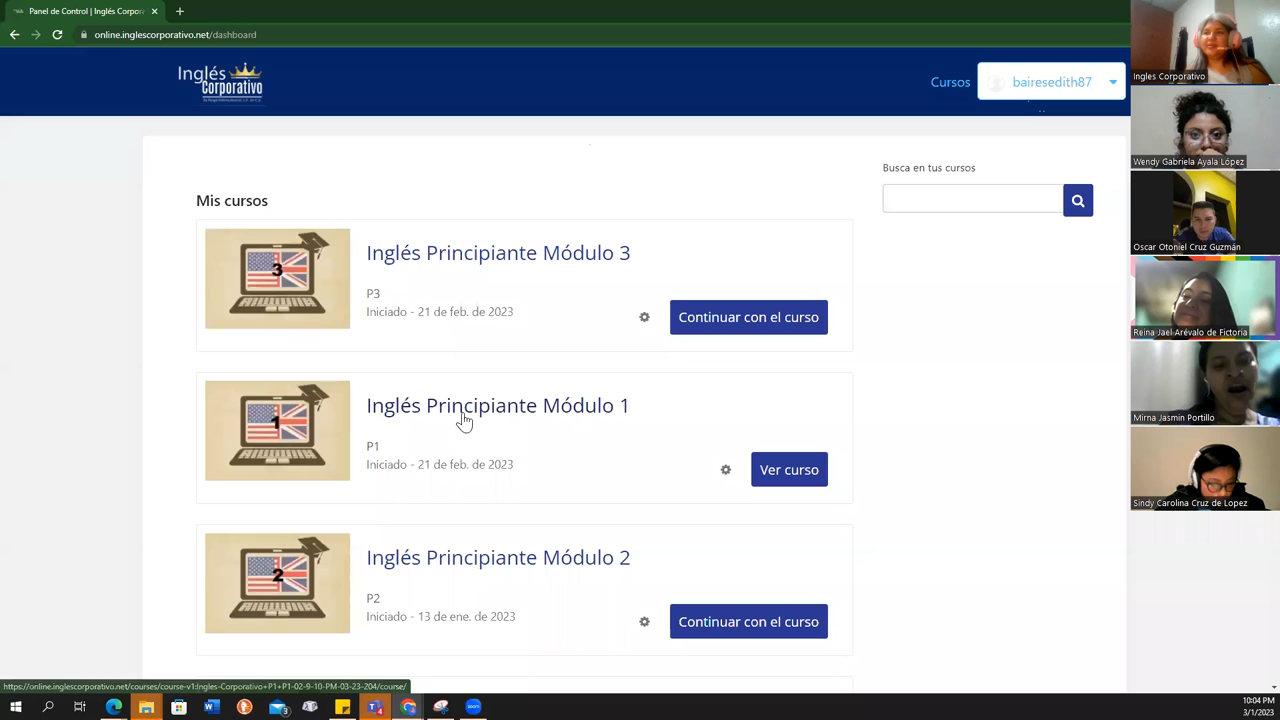 Panel de Control | Inglés Corpor
online.inglescorporativo.net/dashboard
Inglés
Corporativo
Cursos
bairesedith87
Busca en tus cursos
Mis cursos
3
Inglés Principiante Módulo 3
P3
Iniciado - 21 de feb. de 2023
Continuar con el curso
1
Inglés Principiante Módulo 1
P1
Iniciado - 21 de feb. de 2023
Ver curso
2
Inglés Principiante Módulo 2
P2
Iniciado - 13 de ene. de 2023
Continuar con el curso
https://online.inglescorporativo.net/courses/course-v1:Ingles-Corporativo+P1+P1-02-9-10-PM-03-23-204/course/
Ingles Corporativo
Wendy Gabriela Ayala López
Oscar Otoniel Cruz Guzmán
Reina Jael Arévalo de Fictoria
Mirna Jasmin Portillo
Sindy Carolina Cruz de Lopez
10:04 PM
3/1/2023